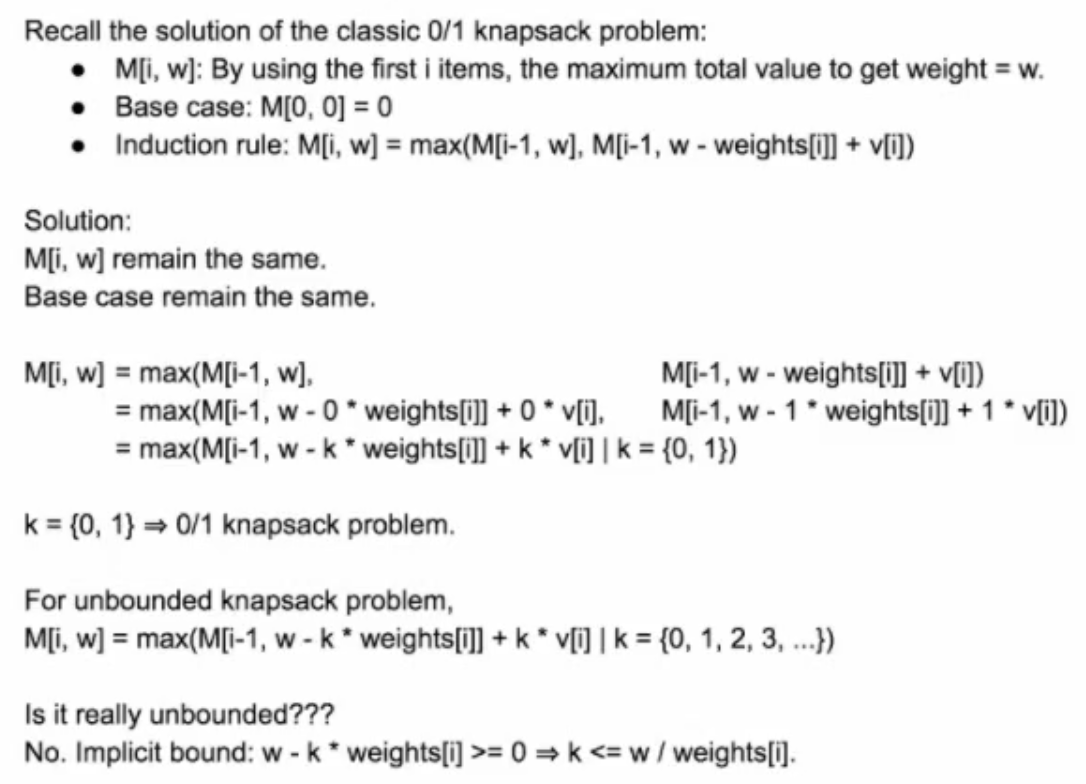 Recall the solution of the classic 0/1 knapsack problem:
● M[i, w]: By using the first i items, the maximum total value to get weight = w.
● Base case: M[0, 0] = 0
● Induction rule: M[i, w] = max(M[i-1, w], M[i-1, w - weights[i]] + v[i])
Solution:
M[i, w] remain the same.
Base case remain the same.
M[i, w] = max(M[i-1, w], M[i-1, w - weights[i]] + v[i])
= max(M[i-1, w - 0 * weights[i]] + 0 * v[i], M[i-1, w - 1 * weights[i]] + 1 * v[i])
= max(M[i-1, w - k * weights[i]] + k * v[i] | k = {0, 1})
k = {0, 1} ⇒ 0/1 knapsack problem.
For unbounded knapsack problem,
M[i, w] = max(M[i-1, w - k * weights[i]] + k * v[i] | k = {0, 1, 2, 3, ...})
Is it really unbounded???
No. Implicit bound: w - k * weights[i] >= 0 ⇒ k <= w / weights[i].